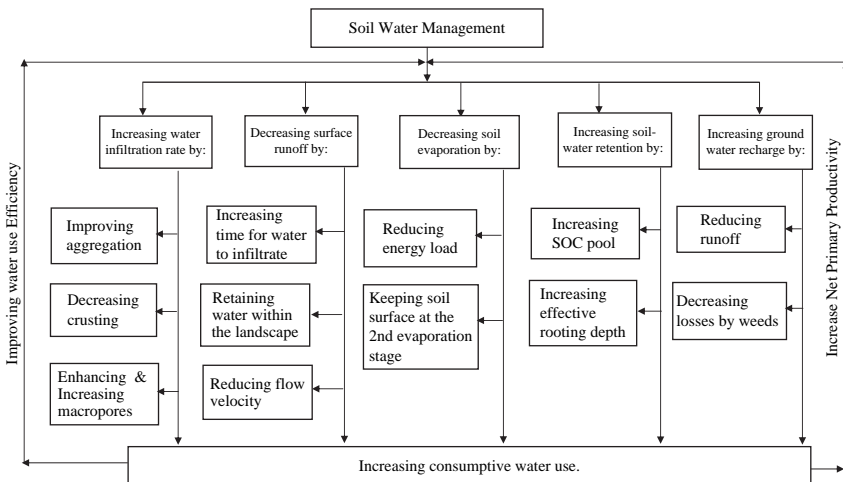 Soil Water Management
Increasing water
infiltration rate by:
Decreasing surface
runoff by:
Decreasing soil
evaporation by:
Increasing soil-
water retention by:
Increasing ground
water recharge by:
Improving
aggregation
Decreasing
crusting
Enhancing & 
Increasing
macropores
Increasing
time for water
to infiltrate
Retaining
water within
the landscape
Reducing flow
velocity
Reducing
energy load
Keeping soil
surface at the
2nd evaporation
stage
Increasing
SOC pool
Increasing
effective
rooting depth
Reducing
runoff
Decreasing
losses by weeds
Improving water use Efficiency
Increase Net Primary Productivity
Increasing consumptive water use.